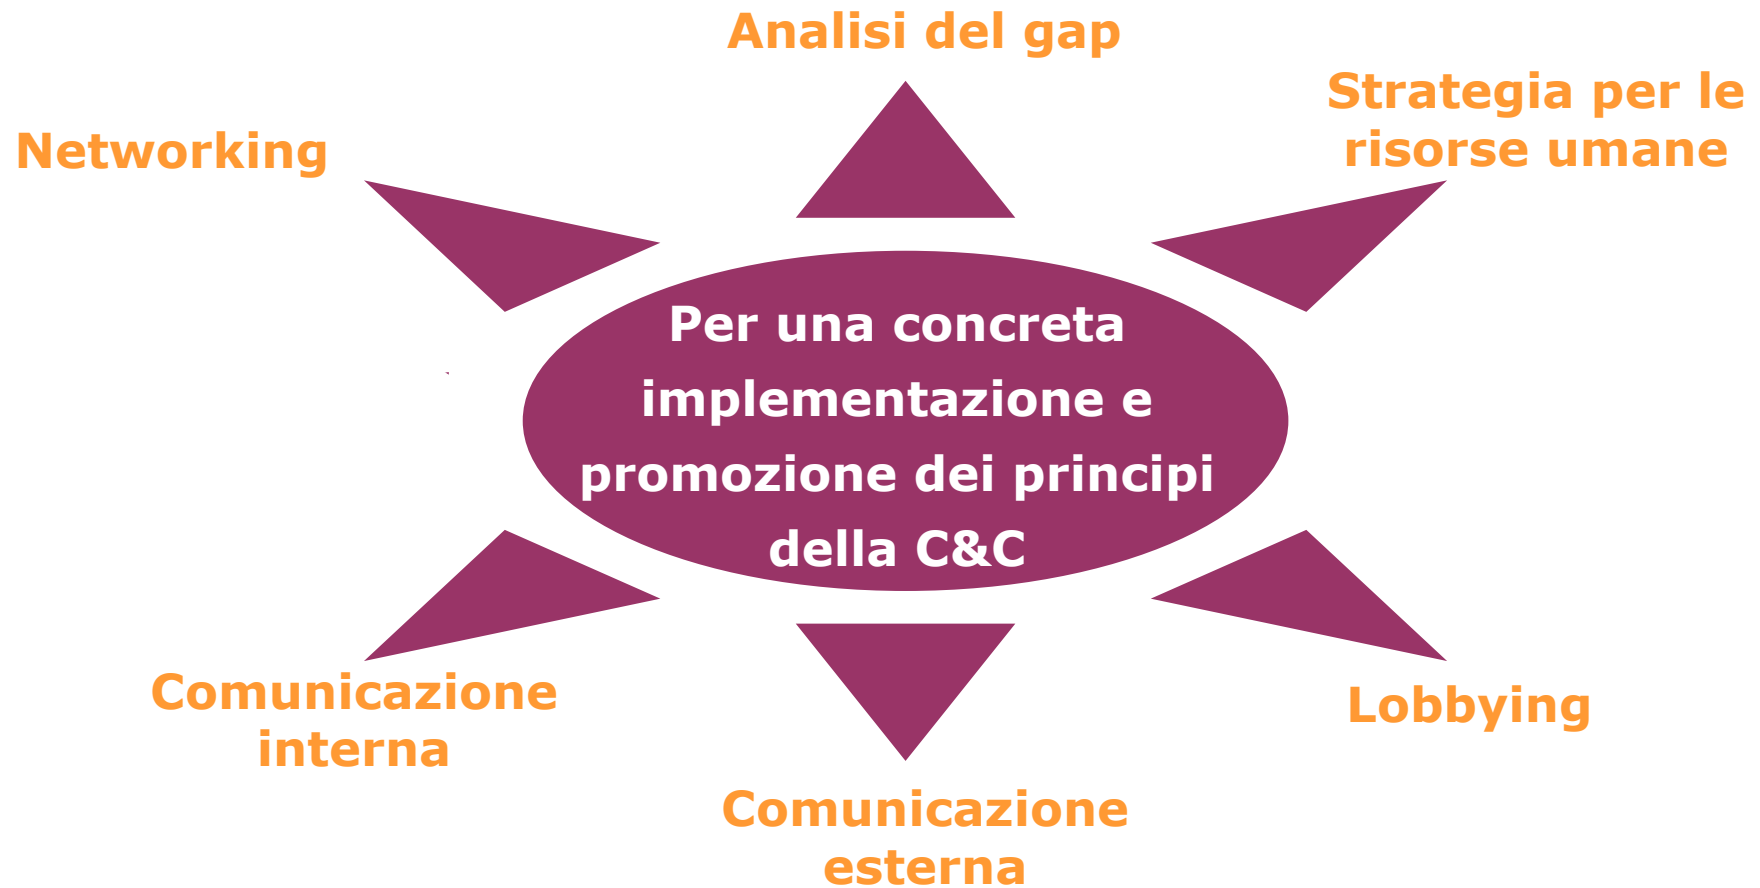 Analisi del gap
Strategia per le
risorse umane
Networking
Per una concreta
implementazione e
promozione dei principi
della C&C
Comunicazione
interna
Lobbying
Comunicazione
esterna